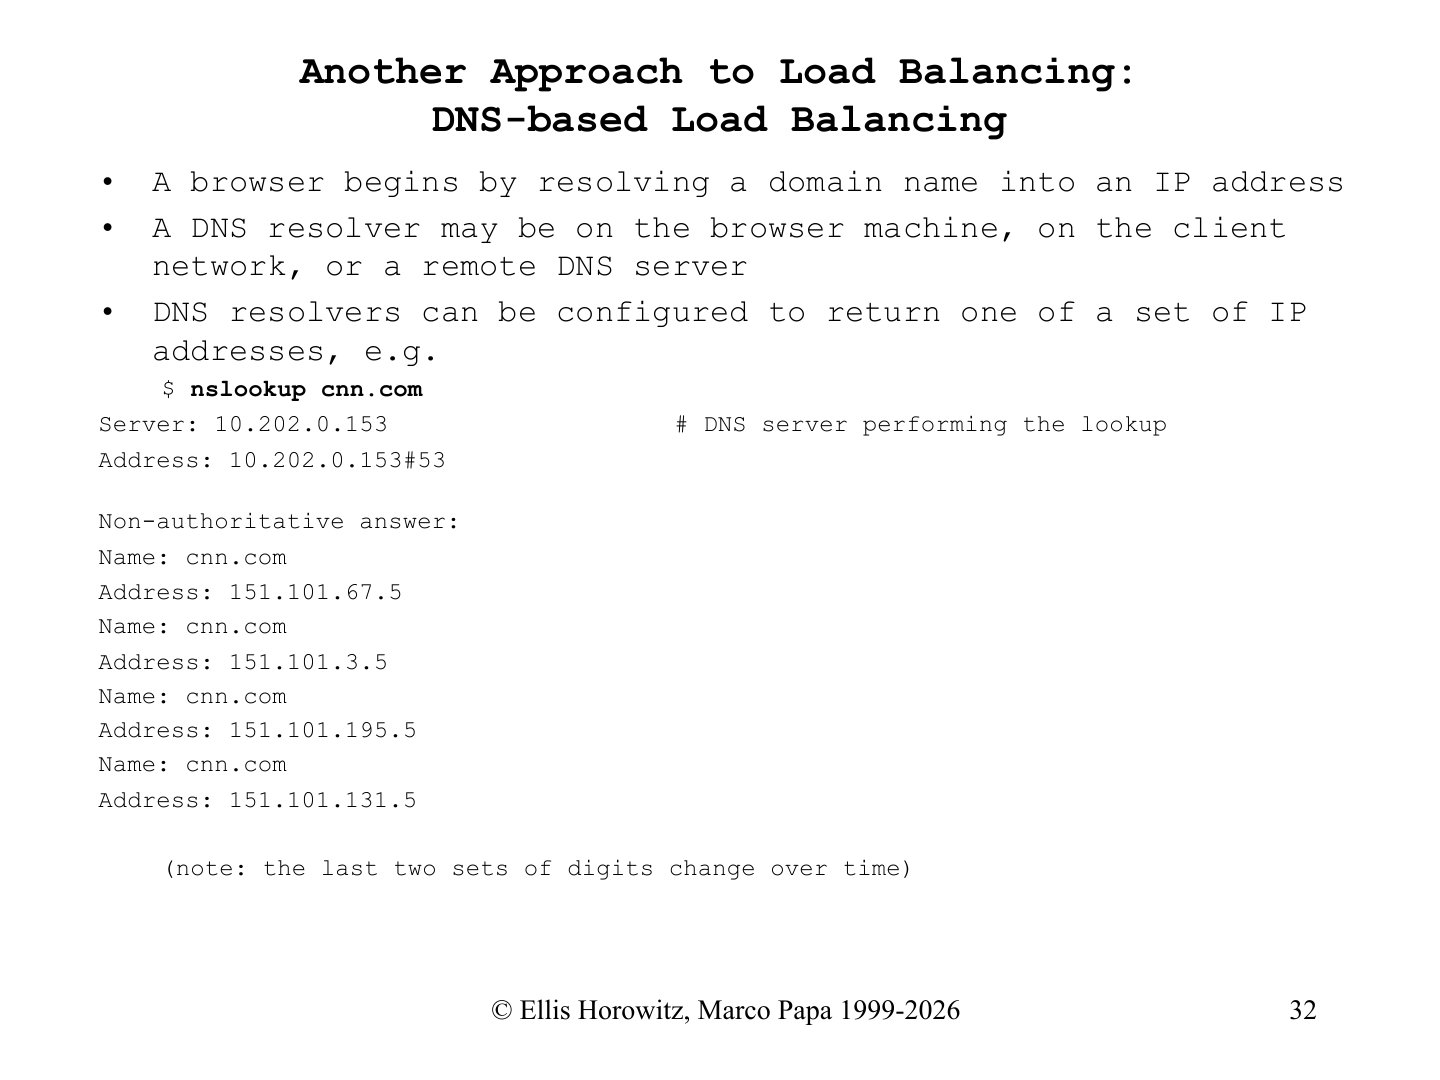 Another Approach to Load Balancing:
DNS-based Load Balancing
• A browser begins by resolving a domain name into an IP address
• A DNS resolver may be on the browser machine, on the client
network, or a remote DNS server
• DNS resolvers can be configured to return one of a set of IP
addresses, e.g.
$ nslookup cnn.com
Server: 10.202.0.153 # DNS server performing the lookup
Address: 10.202.0.153#53
Non-authoritative answer:
Name: cnn.com
Address: 151.101.67.5
Name: cnn.com
Address: 151.101.3.5
Name: cnn.com
Address: 151.101.195.5
Name: cnn.com
Address: 151.101.131.5
(note: the last two sets of digits change over time)
© Ellis Horowitz, Marco Papa 1999-2026 32